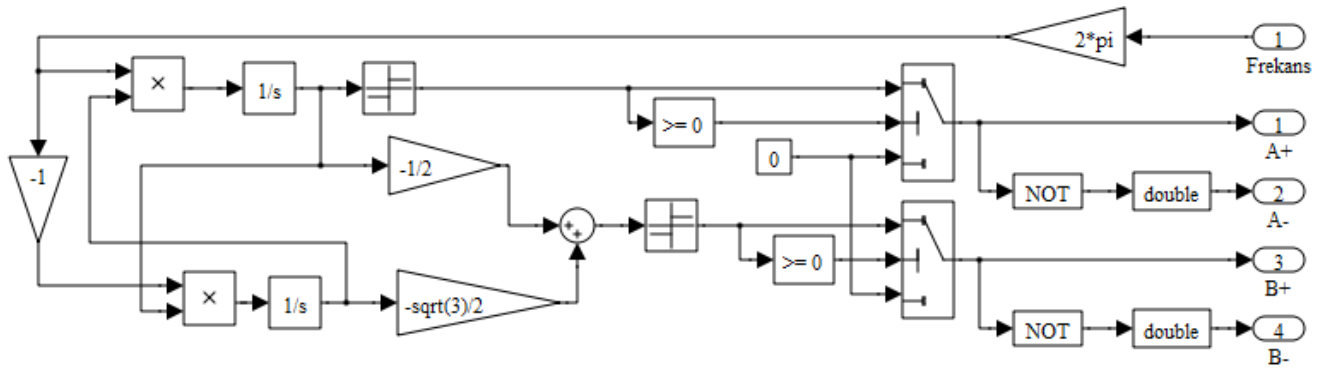 2*pi
1
Frekans
×
1/s
>= 0
0
1
A+
-1
-1/2
NOT
double
2
A-
+
+
>= 0
3
B+
×
1/s
-sqrt(3)/2
NOT
double
4
B-